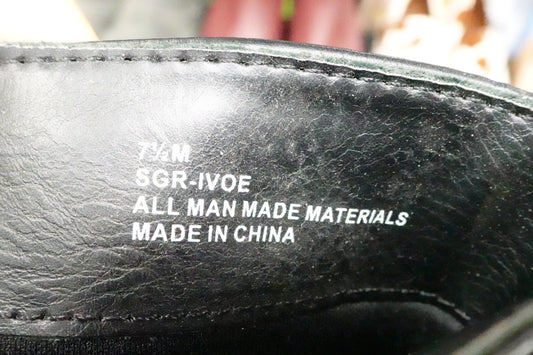 7½M
SGR-IVOE
ALL MAN MADE MATERIALS
MADE IN CHINA